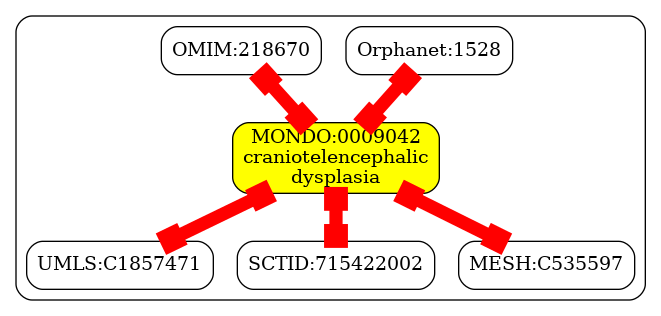 OMIM:218670
Orphanet:1528
MONDO:0009042
craniotelencephalic
dysplasia
UMLS:C1857471
SCTID:715422002
MESH:C535597